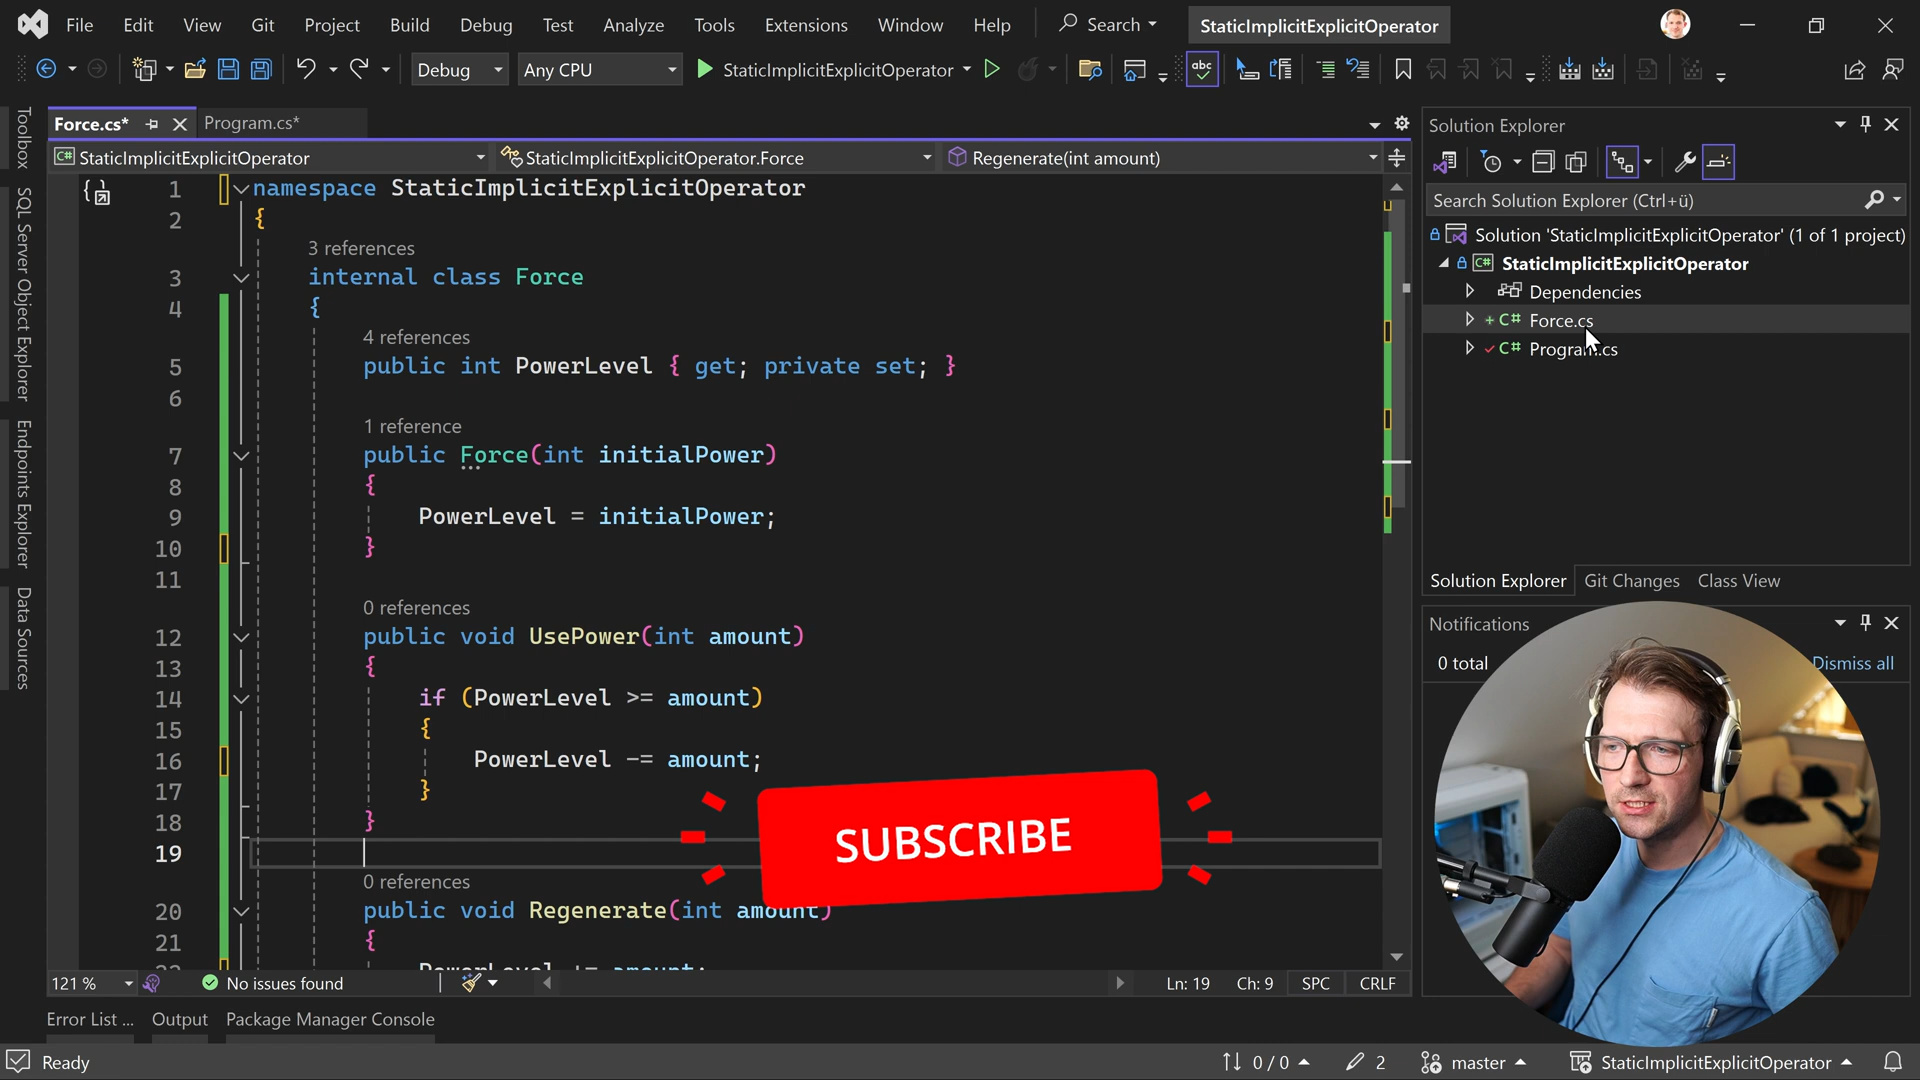 File Edit View Git Project Build Debug Test Analyze Tools Extensions Window Help Search StaticImplicitExplicitOperator
Debug Any CPU StaticImplicitExplicitOperator abc
Force.cs* Program.cs*
C# StaticImplicitExplicitOperator StaticImplicitExplicitOperator.Force Regenerate(int amount)
1 namespace StaticImplicitExplicitOperator
2 {
3 references
3 internal class Force
4 {
4 references
5 public int PowerLevel { get; private set; }
6
1 reference
7 public Force(int initialPower)
8 {
9 PowerLevel = initialPower;
10 }
11
0 references
12 public void UsePower(int amount)
13 {
14 if (PowerLevel >= amount)
15 {
16 PowerLevel -= amount;
17 }
18 }
19
0 references
20 public void Regenerate(int amount)
21 {
SUBSCRIBE
121 % No issues found Ln: 19 Ch: 9 SPC CRLF
Error List ... Output Package Manager Console
Ready 0 / 0 2 master StaticImplicitExplicitOperator
Toolbox
SQL Server Object Explorer
Endpoints Explorer
Data Sources
Solution Explorer
Search Solution Explorer (Ctrl+ü)
Solution 'StaticImplicitExplicitOperator' (1 of 1 project)
C# StaticImplicitExplicitOperator
Dependencies
C# Force.cs
C# Program.cs
Solution Explorer Git Changes Class View
Notifications
0 total Dismiss all